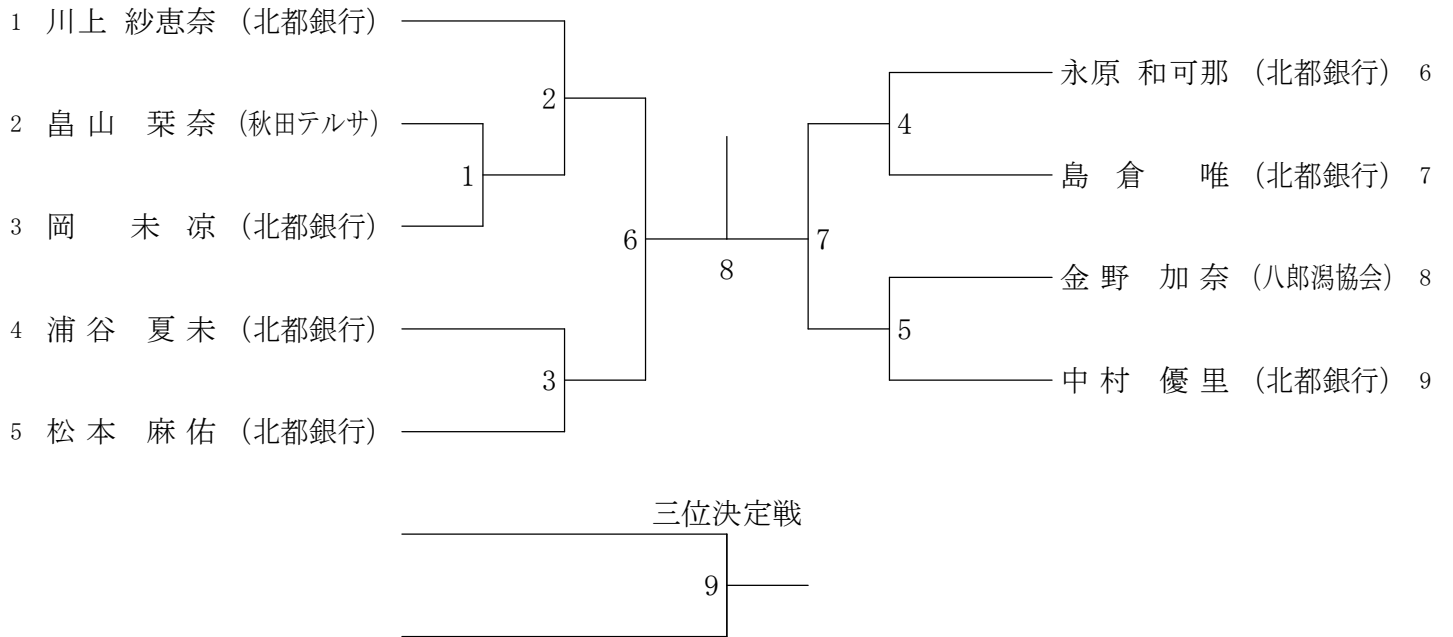 1 川上 紗恵奈 (北都銀行)
2 畠山 栞奈 (秋田テルサ)
3 岡 未凉 (北都銀行)
4 浦谷 夏未 (北都銀行)
5 松本 麻佑 (北都銀行)
2
1
3
6
8
7
4
5
永原 和可那 (北都銀行) 6
島倉 唯 (北都銀行) 7
金野 加奈 (八郎潟協会) 8
中村 優里 (北都銀行) 9
三位決定戦
9